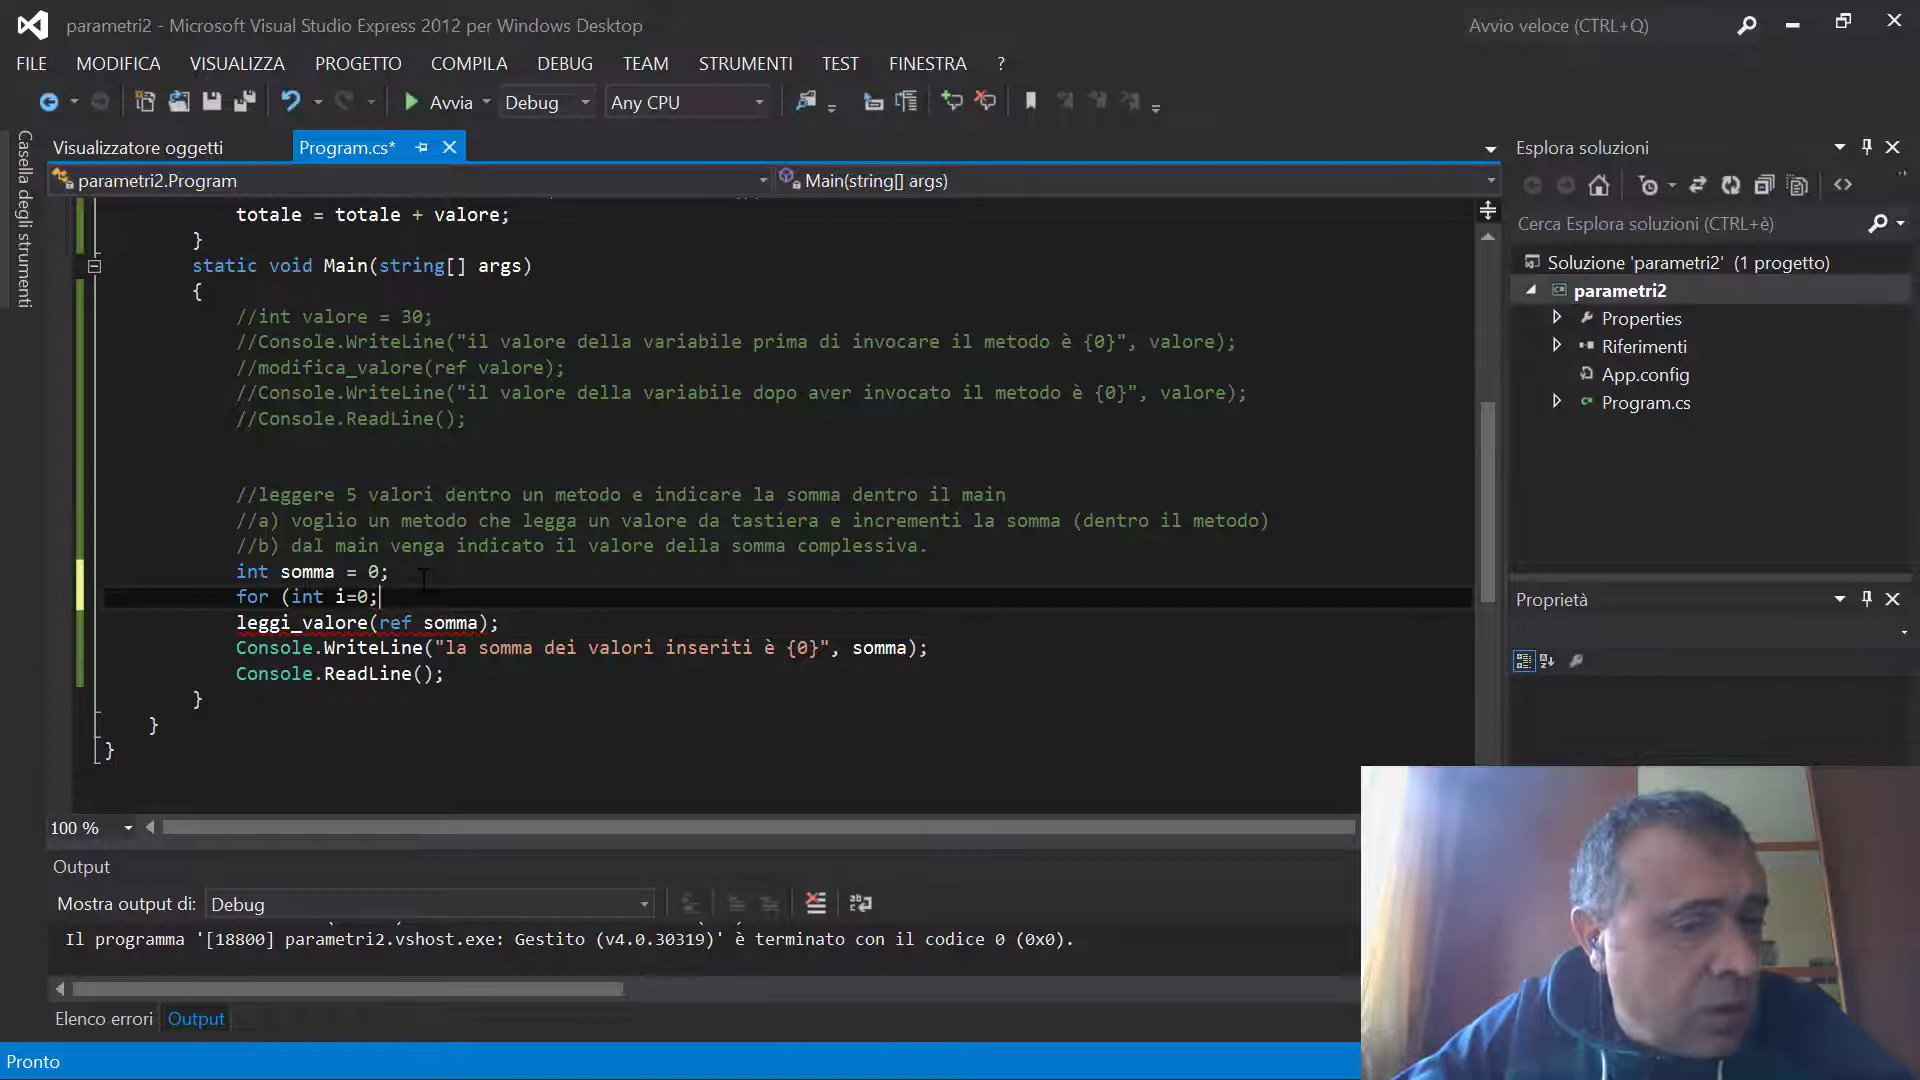 parametri2 - Microsoft Visual Studio Express 2012 per Windows Desktop
Avvio veloce (CTRL+Q)
FILE MODIFICA VISUALIZZA PROGETTO COMPILA DEBUG TEAM STRUMENTI TEST FINESTRA ?
Avvia Debug Any CPU
Casella degli strumenti
Visualizzatore oggetti Program.cs*
parametri2.Program Main(string[] args)
totale = totale + valore;
}
static void Main(string[] args)
{
//int valore = 30;
//Console.WriteLine("il valore della variabile prima di invocare il metodo è {0}", valore);
//modifica_valore(ref valore);
//Console.WriteLine("il valore della variabile dopo aver invocato il metodo è {0}", valore);
//Console.ReadLine();
//leggere 5 valori dentro un metodo e indicare la somma dentro il main
//a) voglio un metodo che legga un valore da tastiera e incrementi la somma (dentro il metodo)
//b) dal main venga indicato il valore della somma complessiva.
int somma = 0;
for (int i=0;
leggi_valore(ref somma);
Console.WriteLine("la somma dei valori inseriti è {0}", somma);
Console.ReadLine();
}
}
}
100 %
Output
Mostra output di: Debug
Il programma '[18800] parametri2.vshost.exe: Gestito (v4.0.30319)' è terminato con il codice 0 (0x0).
Elenco errori Output
Pronto
Esplora soluzioni
Cerca Esplora soluzioni (CTRL+è)
Soluzione 'parametri2' (1 progetto)
parametri2
Properties
Riferimenti
App.config
Program.cs
Proprietà